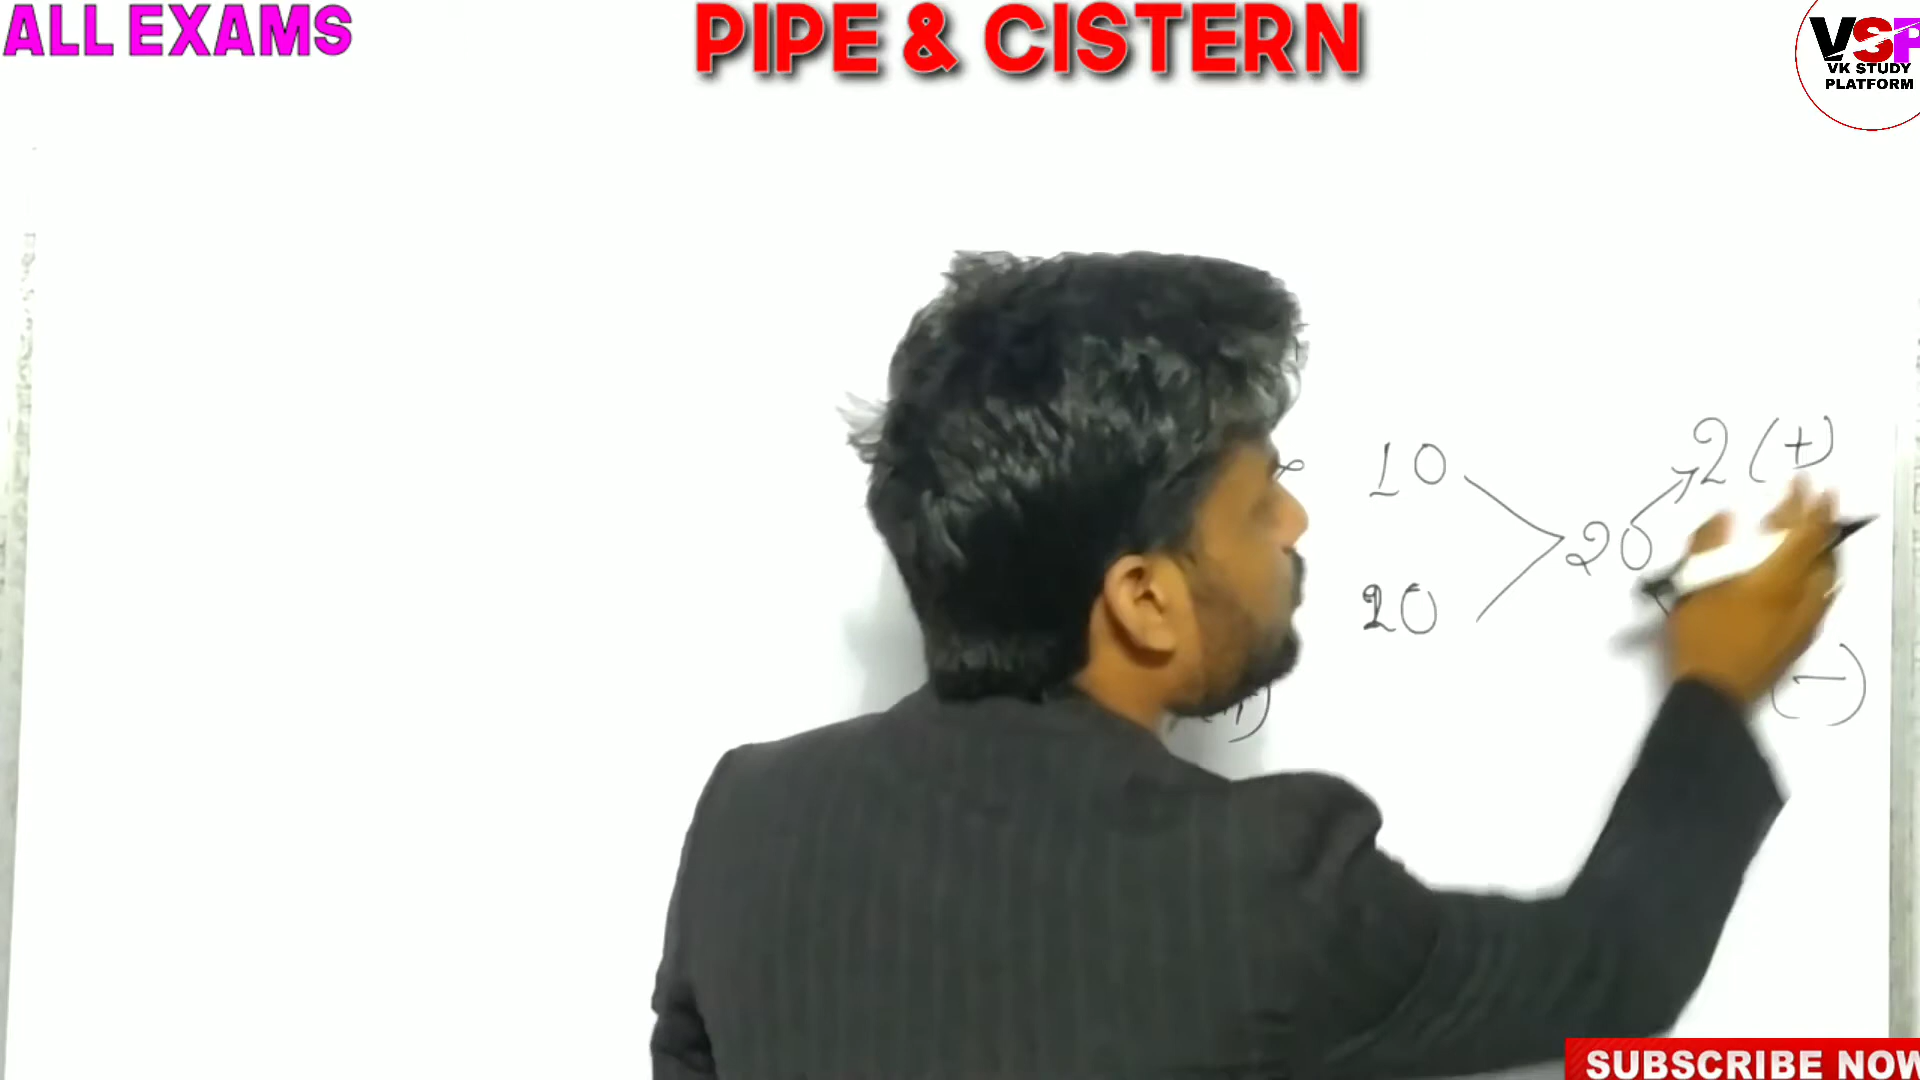 ALL EXAMS
PIPE & CISTERN
VSP
VK STUDY
PLATFORM
10
2 (+)
20
20
(-)
SUBSCRIBE NOW